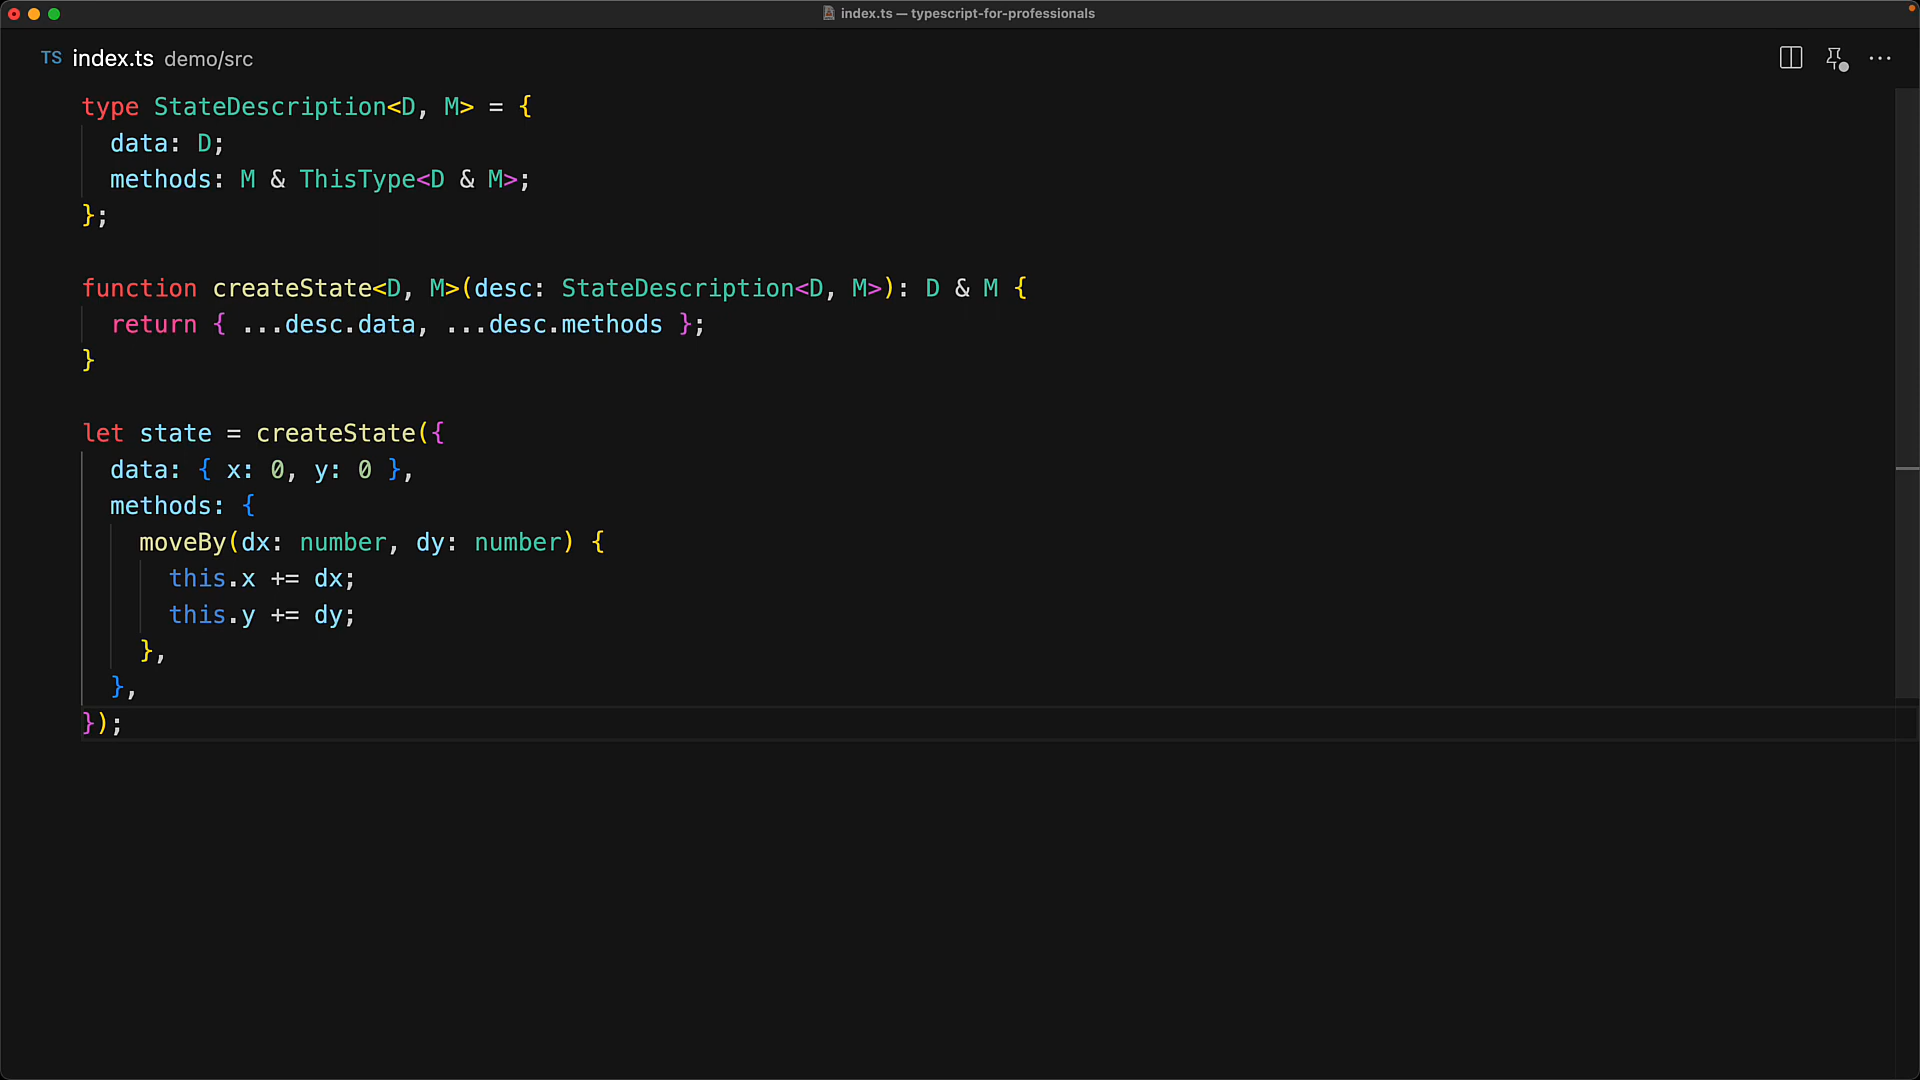 index.ts — typescript-for-professionals
TS index.ts demo/src
type StateDescription<D, M> = {
  data: D;
  methods: M & ThisType<D & M>;
};

function createState<D, M>(desc: StateDescription<D, M>): D & M {
  return { ...desc.data, ...desc.methods };
}

let state = createState({
  data: { x: 0, y: 0 },
  methods: {
    moveBy(dx: number, dy: number) {
      this.x += dx;
      this.y += dy;
    },
  },
});